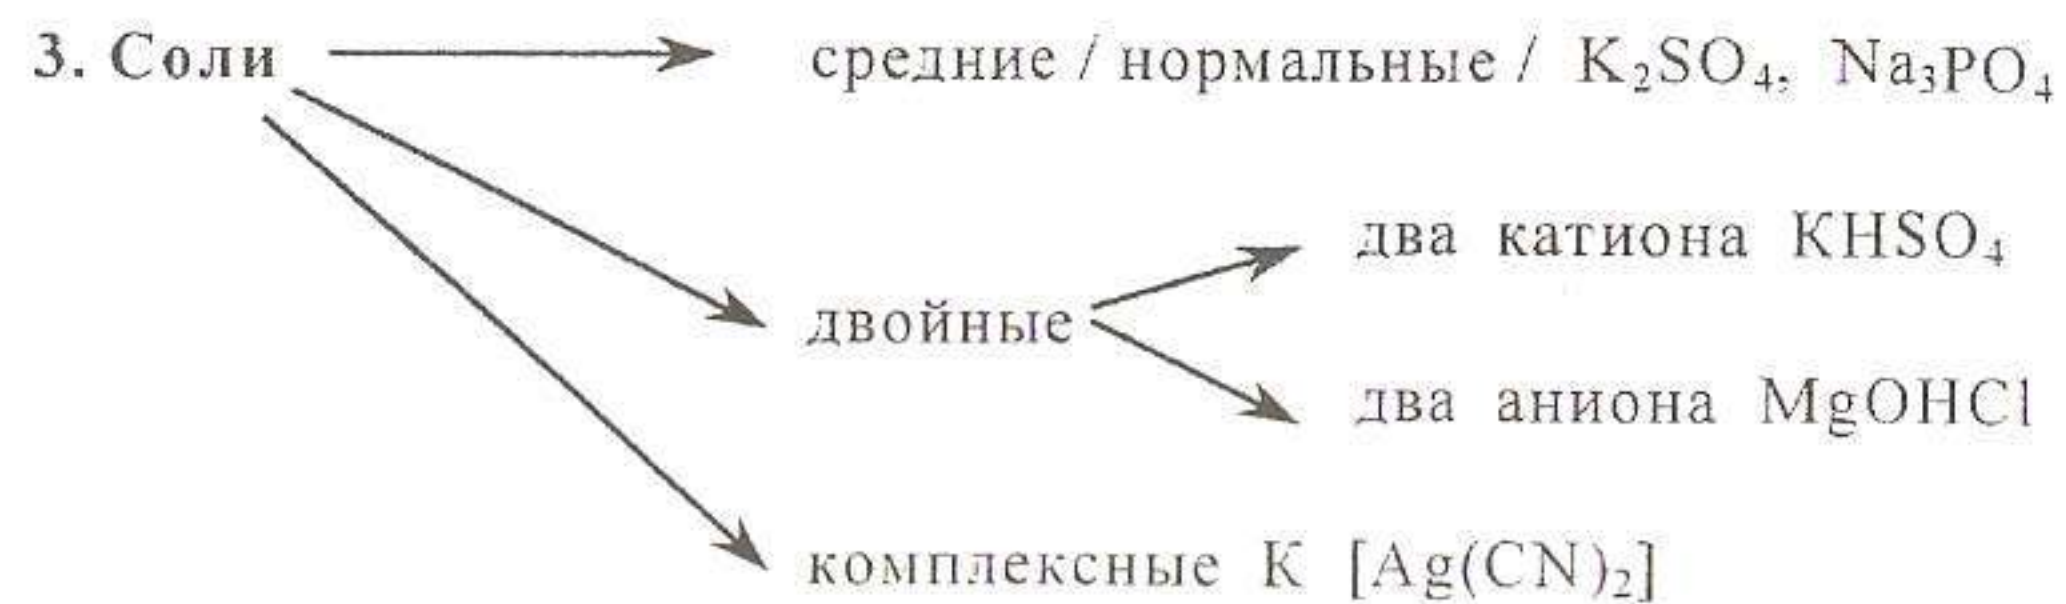 3. Соли средние / нормальные / K₂SO₄, Na₃PO₄
два катиона KHSO₄
двойные
два аниона MgOHCl
комплексные K [Ag(CN)₂]